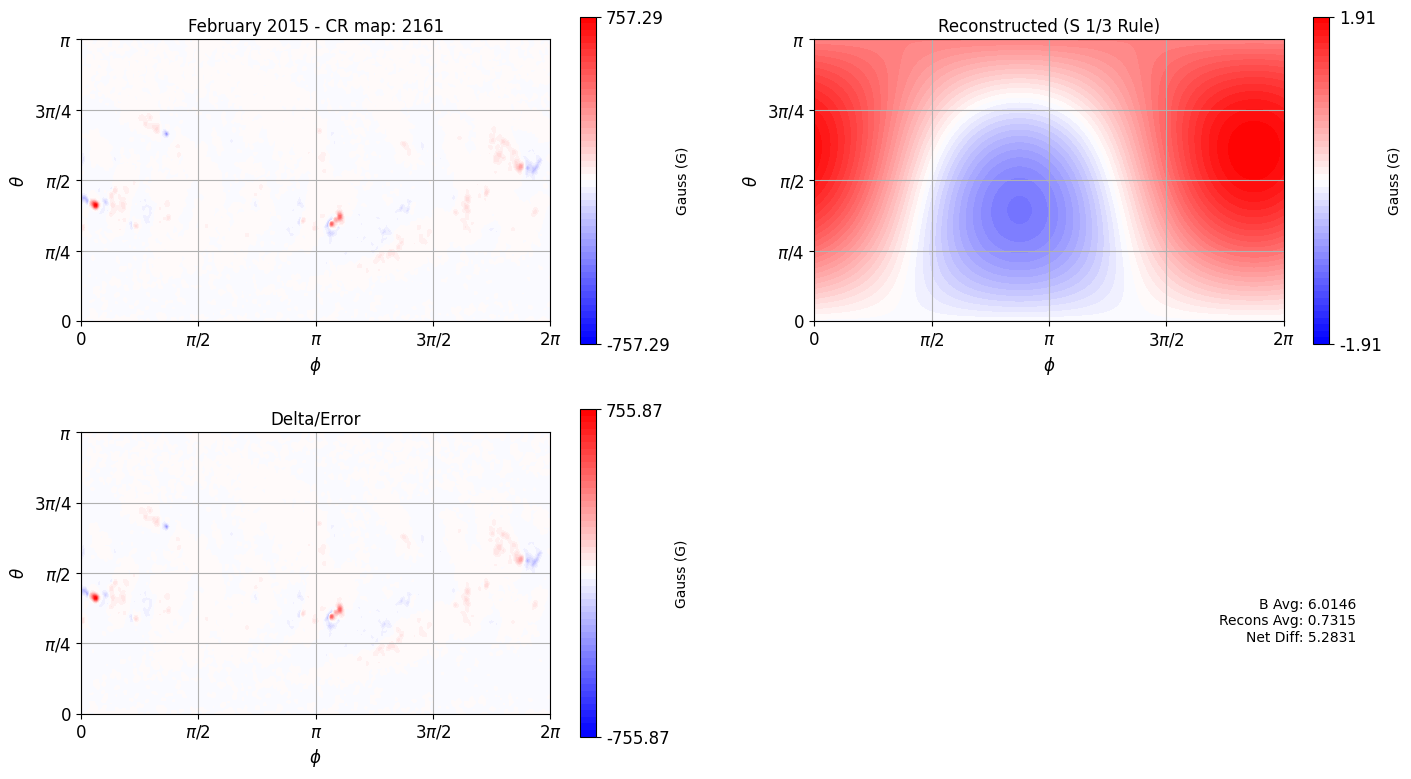 February 2015 - CR map: 2161
π
3π/4
π/2
π/4
0
θ
0
π/2
π
3π/2
2π
ϕ
757.29
-757.29
Gauss (G)
Reconstructed (S 1/3 Rule)
π
3π/4
π/2
π/4
0
θ
0
π/2
π
3π/2
2π
ϕ
1.91
-1.91
Gauss (G)
Delta/Error
π
3π/4
π/2
π/4
0
θ
0
π/2
π
3π/2
2π
ϕ
755.87
-755.87
Gauss (G)
B Avg: 6.0146
Recons Avg: 0.7315
Net Diff: 5.2831